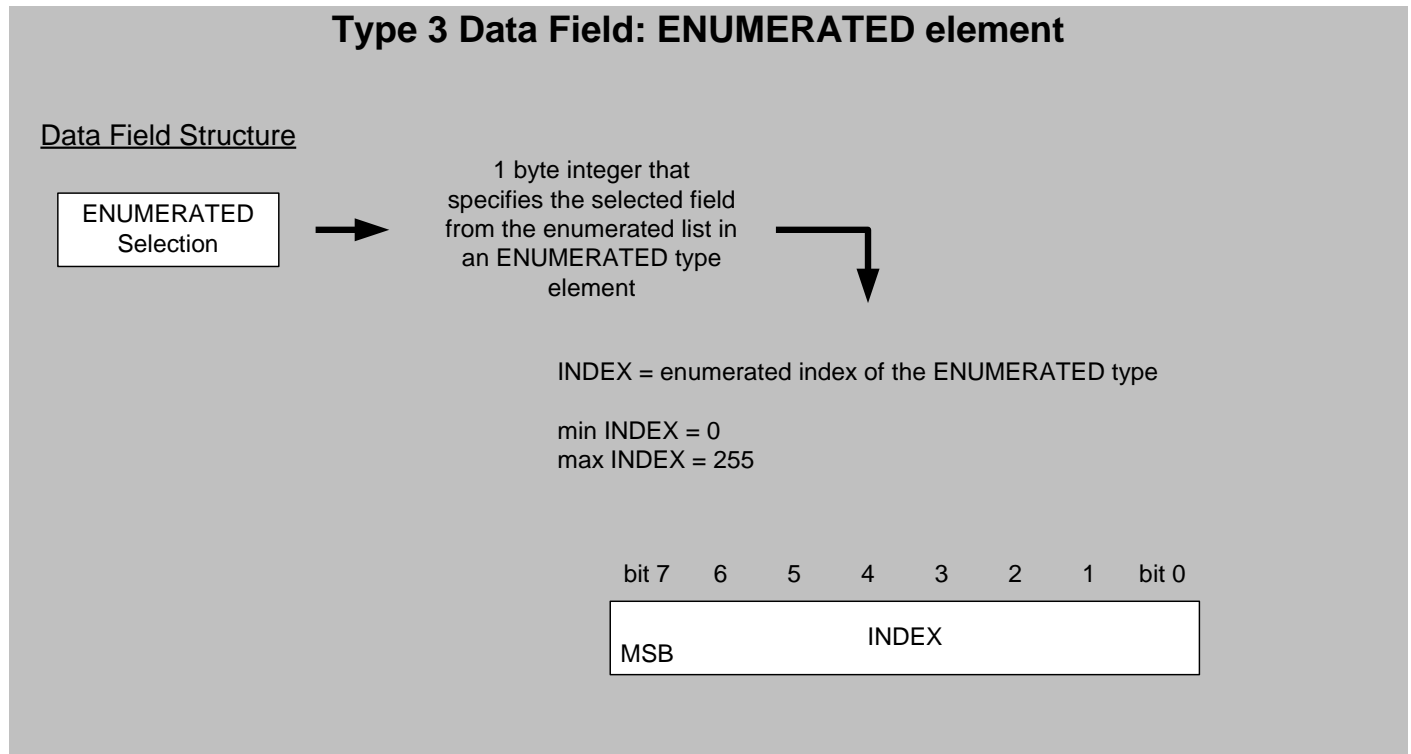 Type 3 Data Field: ENUMERATED element
Data Field Structure
ENUMERATED
Selection
1 byte integer that
specifies the selected field
from the enumerated list in
an ENUMERATED type
element
INDEX = enumerated index of the ENUMERATED type
min INDEX = 0
max INDEX = 255
bit 7 6 5 4 3 2 1 bit 0
INDEX
MSB